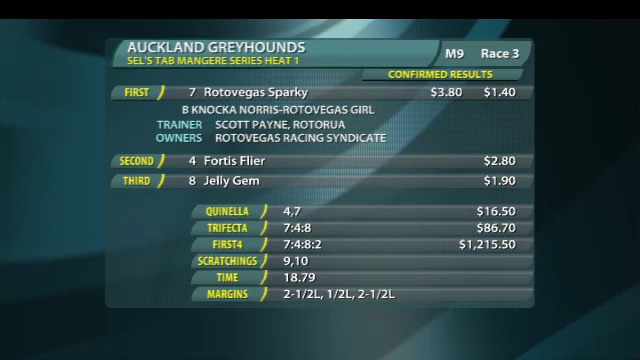 AUCKLAND GREYHOUNDS
SEL'S TAB MANGERE SERIES HEAT 1
M9 Race 3
CONFIRMED RESULTS
FIRST 7 Rotovegas Sparky $3.80 $1.40
B KNOCKA NORRIS-ROTOVEGAS GIRL
TRAINER SCOTT PAYNE, ROTORUA
OWNERS ROTOVEGAS RACING SYNDICATE
SECOND 4 Fortis Flier $2.80
THIRD 8 Jelly Gem $1.90
QUINELLA 4,7 $16.50
TRIFECTA 7:4:8 $86.70
FIRST4 7:4:8:2 $1,215.50
SCRATCHINGS 9,10
TIME 18.79
MARGINS 2-1/2L, 1/2L, 2-1/2L